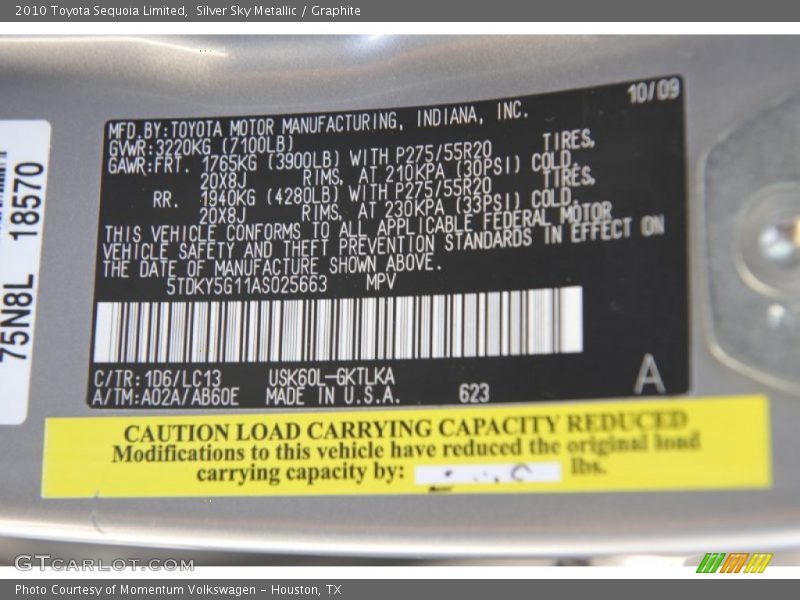 2010 Toyota Sequoia Limited,  Silver Sky Metallic / Graphite
10/09
MFD.BY:TOYOTA MOTOR MANUFACTURING, INDIANA, INC.
GVWR:3220KG (7100LB)
GAWR:FRT. 1765KG (3900LB) WITH P275/55R20 TIRES,
20X8J RIMS, AT 210KPA (30PSI) COLD.
RR. 1940KG (4280LB) WITH P275/55R20 TIRES,
20X8J RIMS, AT 230KPA (33PSI) COLD.
THIS VEHICLE CONFORMS TO ALL APPLICABLE FEDERAL MOTOR
VEHICLE SAFETY AND THEFT PREVENTION STANDARDS IN EFFECT ON
THE DATE OF MANUFACTURE SHOWN ABOVE.
5TDKY5G11AS025663 MPV
C/TR:1D6/LC13 USK60L-GKTLKA
A/TM:A02A/AB60E MADE IN U.S.A. 623
A
75N8L 18570
CAUTION LOAD CARRYING CAPACITY REDUCED
Modifications to this vehicle have reduced the original load
carrying capacity by: lbs.
GTCARLOT.COM
Photo Courtesy of Momentum Volkswagen - Houston, TX